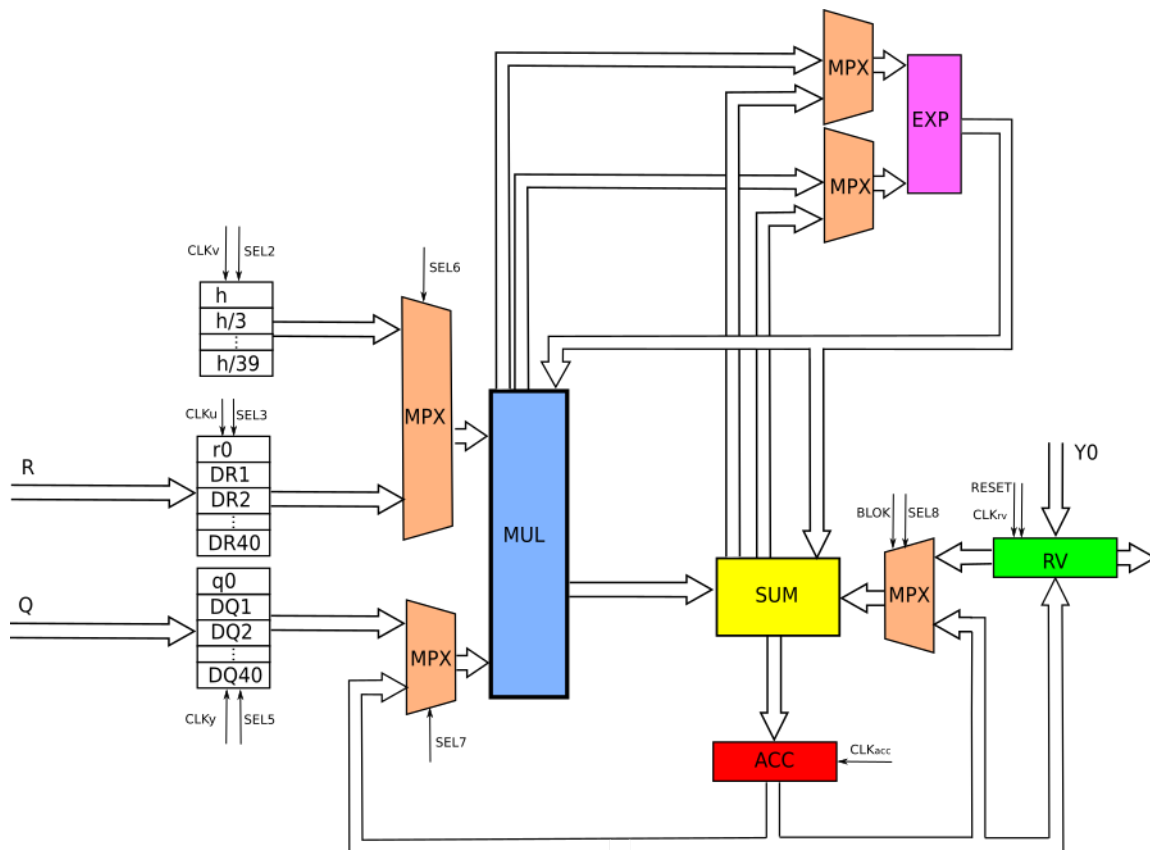 MPX
EXP
MPX
CLKv
SEL2
SEL6
h
h/3
⋮
h/39
CLKu
SEL3
R
r0
DR1
DR2
⋮
DR40
MPX
MUL
Y0
RESET
CLKrv
BLOK
SEL8
RV
Q
q0
DQ1
DQ2
⋮
DQ40
CLKy
SEL5
MPX
SEL7
SUM
MPX
ACC
CLKacc